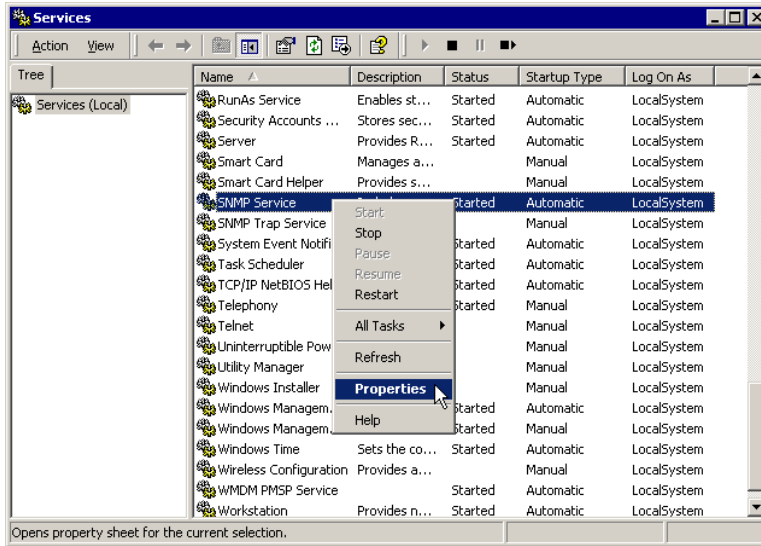 Services
Action View
Tree
Name Description Status Startup Type Log On As
Services (Local)
RunAs Service Enables st... Started Automatic LocalSystem
Security Accounts ... Stores sec... Started Automatic LocalSystem
Server Provides R... Started Automatic LocalSystem
Smart Card Manages a... Manual LocalSystem
Smart Card Helper Provides s... Manual LocalSystem
SNMP Service Started Automatic LocalSystem
SNMP Trap Service Manual LocalSystem
System Event Notifi Started Automatic LocalSystem
Task Scheduler Started Automatic LocalSystem
TCP/IP NetBIOS Hel Started Automatic LocalSystem
Telephony Started Manual LocalSystem
Telnet Manual LocalSystem
Uninterruptible Pow Manual LocalSystem
Utility Manager Manual LocalSystem
Windows Installer Manual LocalSystem
Windows Managem. Started Automatic LocalSystem
Windows Managem. Started Manual LocalSystem
Windows Time Sets the co... Started Automatic LocalSystem
Wireless Configuration Provides a... Manual LocalSystem
WMDM PMSP Service Started Automatic LocalSystem
Workstation Provides n... Started Automatic LocalSystem
Start
Stop
Pause
Resume
Restart
All Tasks
Refresh
Properties
Help
Opens property sheet for the current selection.